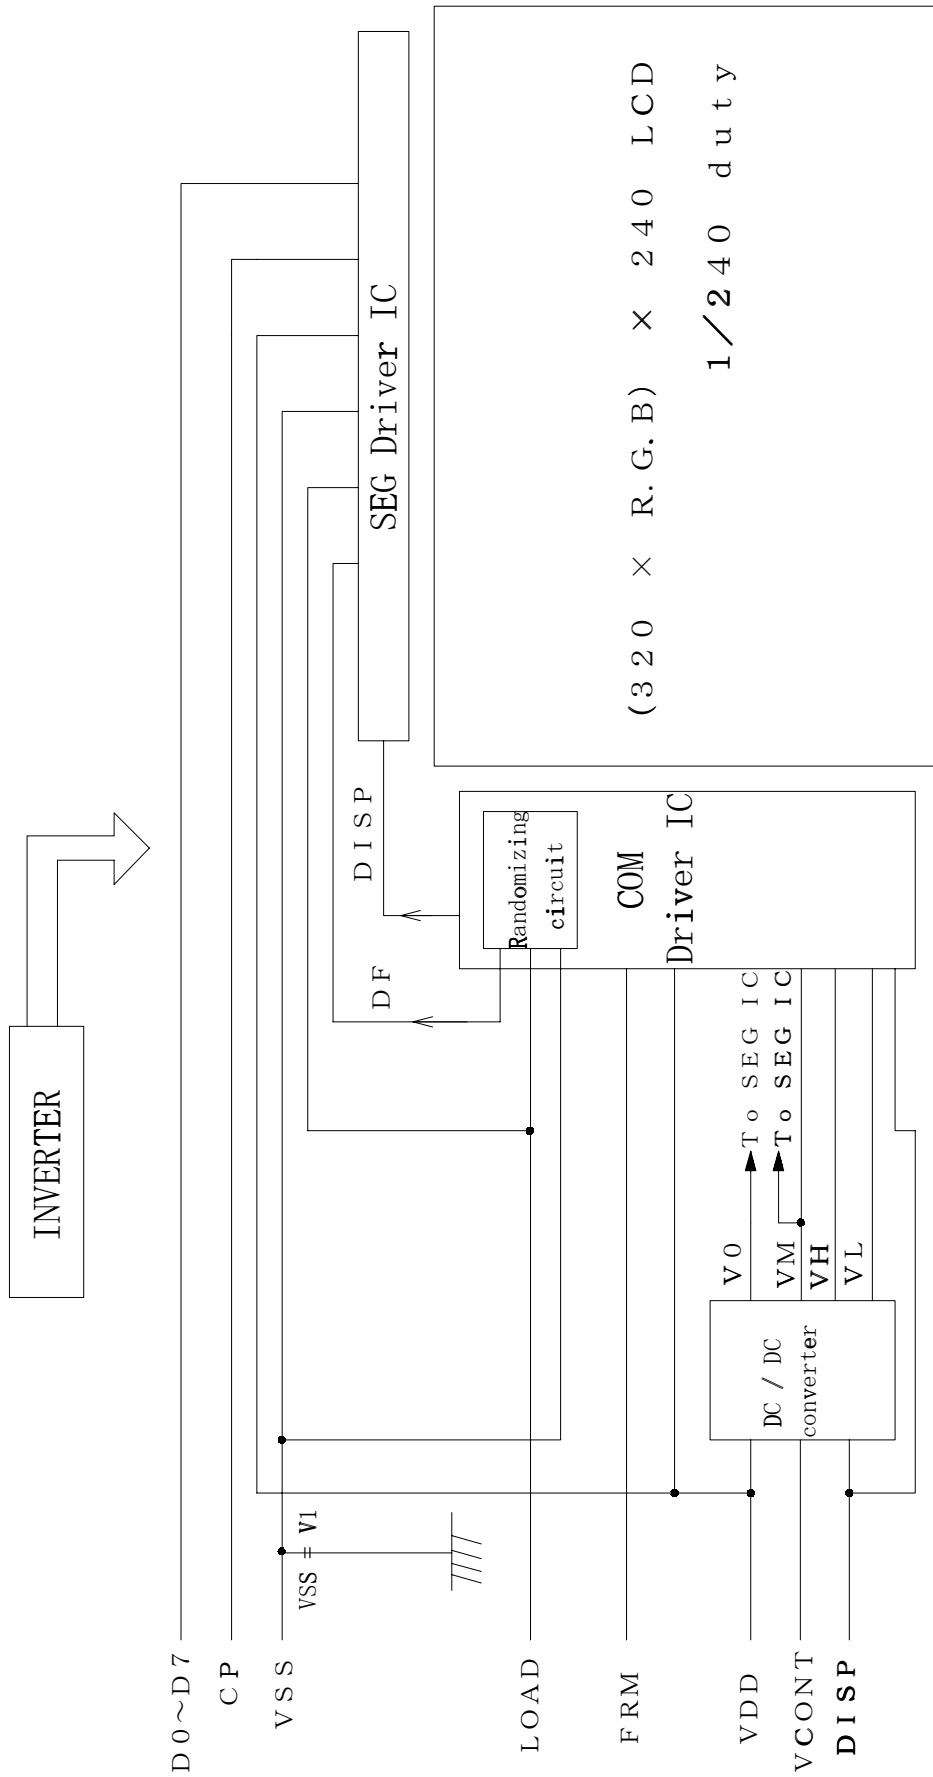 INVERTER
D0～D7
CP
VSS
VSS = V1
LOAD
FRM
VDD
VCONT
DISP
DC / DC
converter
V0
VM
VH
VL
To SEG IC
To SEG IC
DF
DISP
Randomizing
circuit
COM
Driver IC
SEG Driver IC
(320 × R.G.B) × 240 LCD
1/240 duty